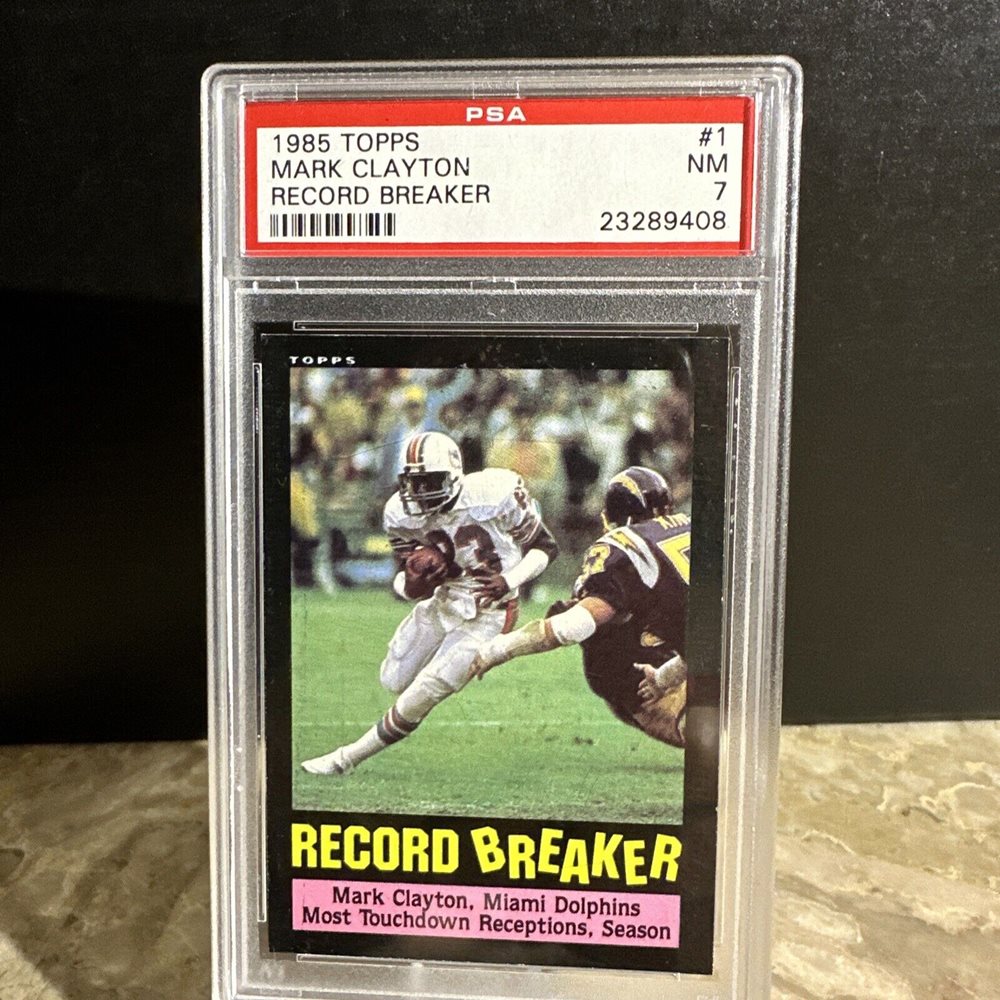 PSA
1985 TOPPS #1
MARK CLAYTON NM
RECORD BREAKER 7
23289408
TOPPS
RECORD BREAKER
Mark Clayton, Miami Dolphins
Most Touchdown Receptions, Season